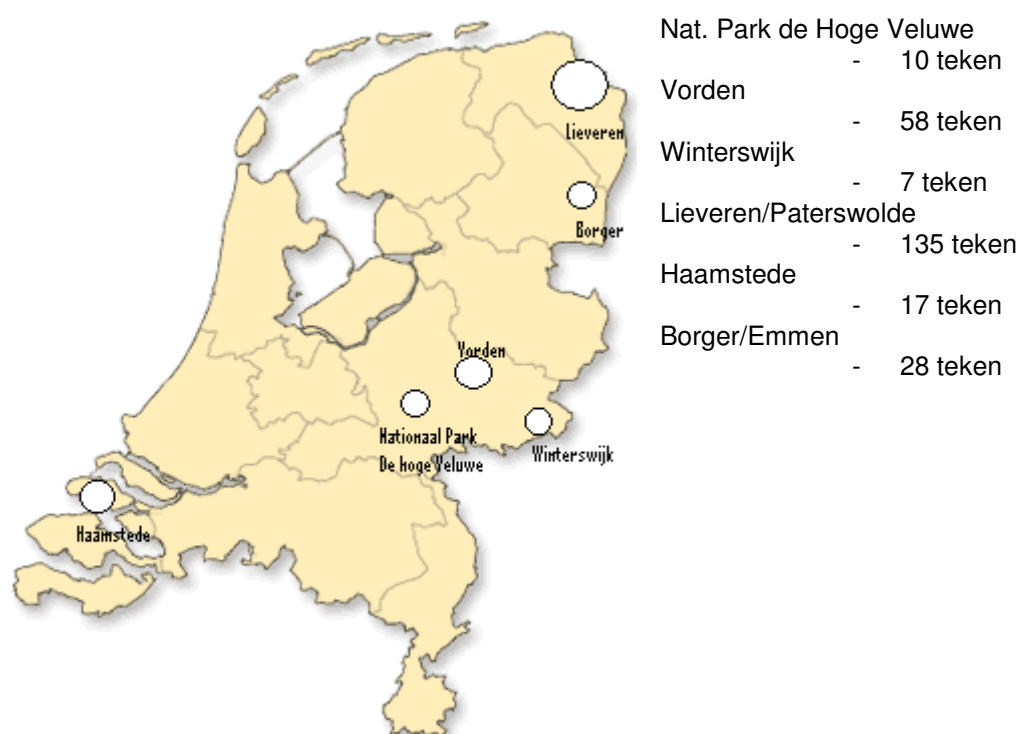 Nat. Park de Hoge Veluwe
- 10 teken
Vorden
- 58 teken
Winterswijk
- 7 teken
Lieveren/Paterswolde
- 135 teken
Haamstede
- 17 teken
Borger/Emmen
- 28 teken
Lieveren
Borger
Vorden
Nationaal Park
De hoge Veluwe
Winterswijk
Haamstede